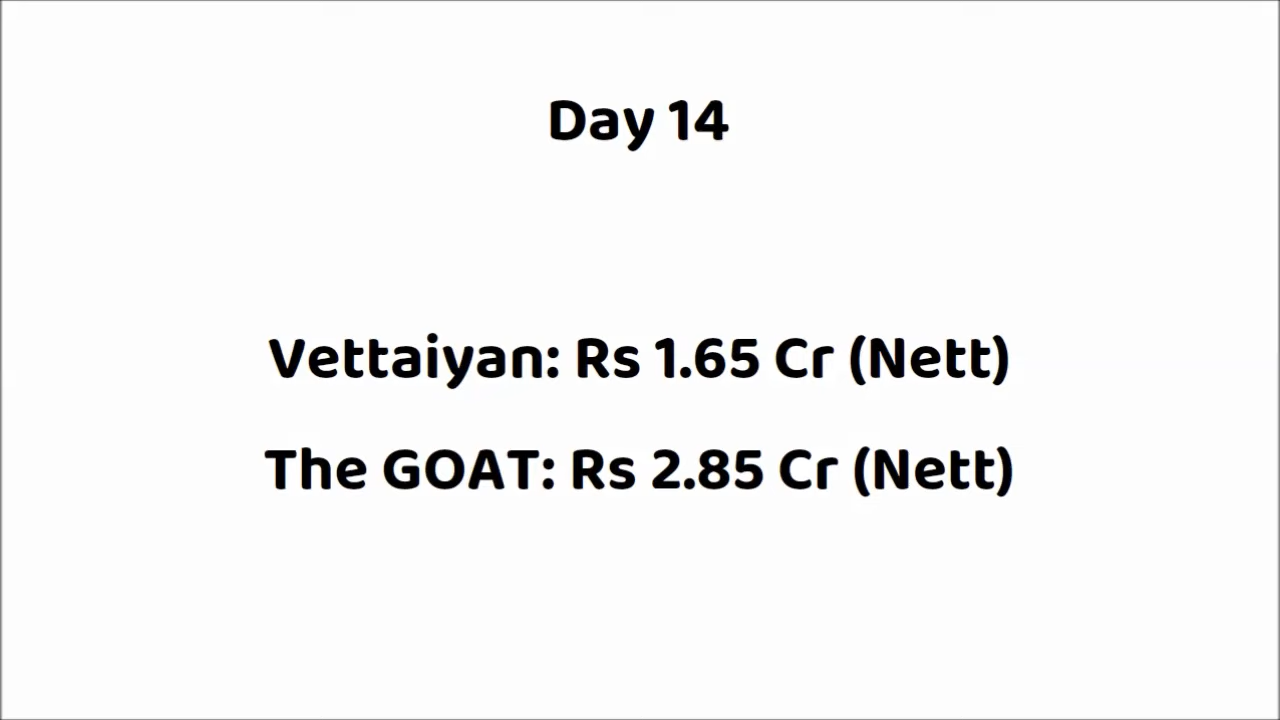 Day 14
Vettaiyan: Rs 1.65 Cr (Nett)
The GOAT: Rs 2.85 Cr (Nett)